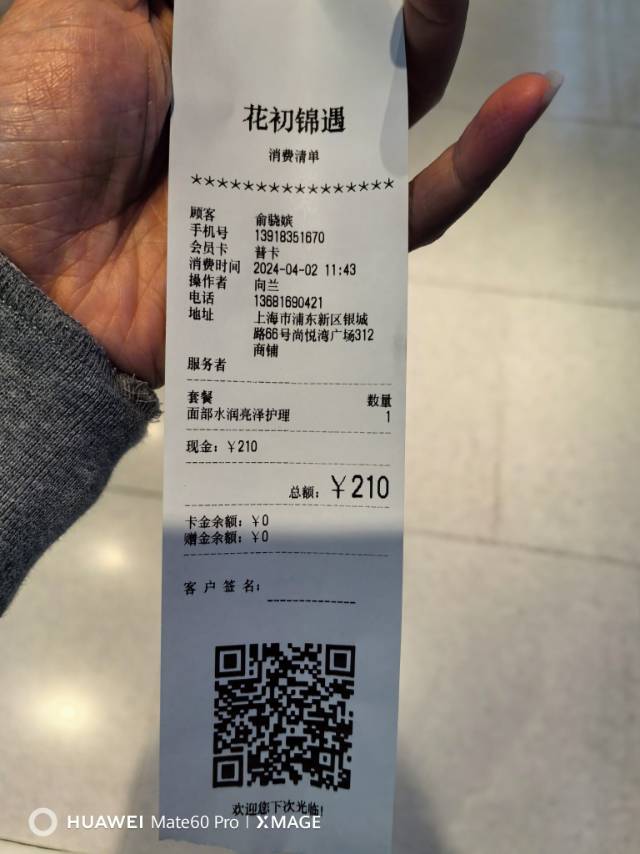 花初锦遇
消费清单
****************
顾客 俞骁嫔
手机号 13918351670
会员卡 普卡
消费时间 2024-04-02 11:43
操作者 向兰
电话 13681690421
地址 上海市浦东新区银城
路66号尚悦湾广场312
商铺
服务者
套餐 数量
面部水润亮泽护理 1
现金：￥210
总额：￥210
卡金余额：￥0
赠金余额：￥0
客 户 签 名：
欢迎您下次光临!
HUAWEI Mate60 Pro | XMAGE